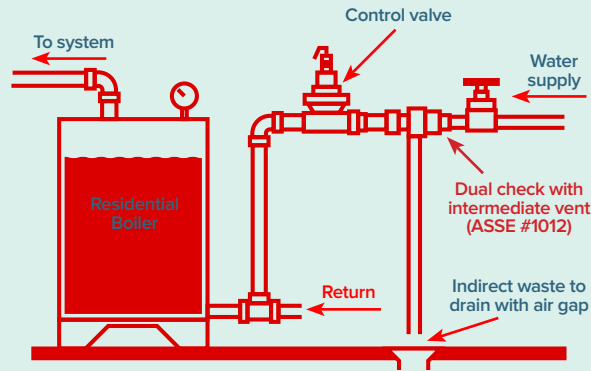 To system
Control valve
Water
supply
Residential
Boiler
Dual check with
intermediate vent
(ASSE #1012)
Return
Indirect waste to
drain with air gap